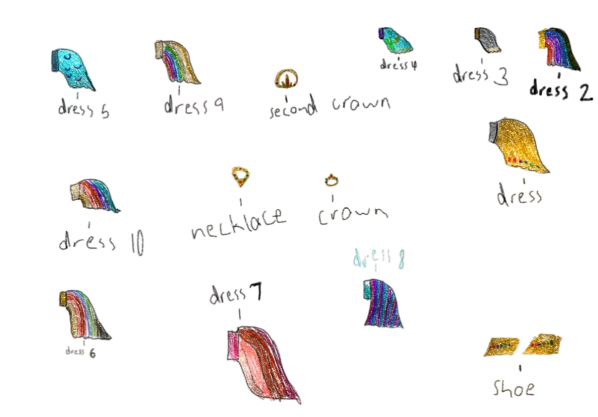 dress 4
dress 3
dress 2
dress 5
dress 9
second crown
dress
necklace
crown
dress 10
dress 8
dress 7
dress 6
shoe